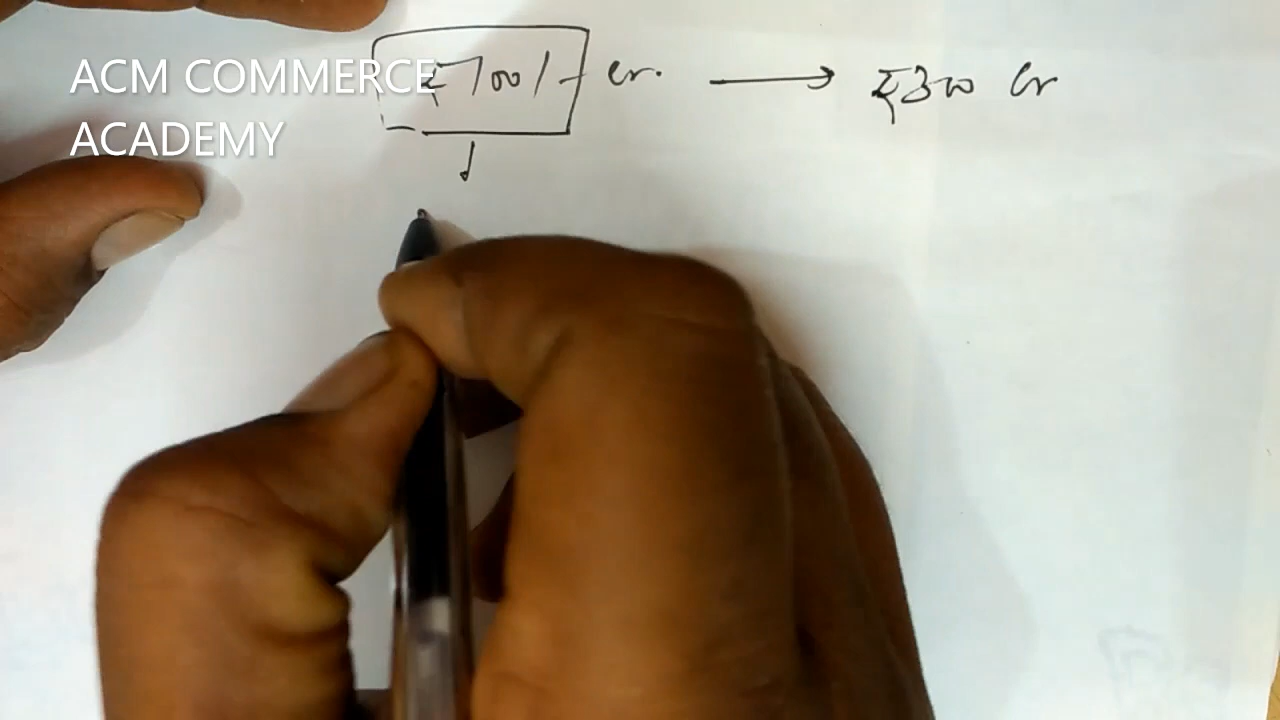 ACM COMMERCE
ACADEMY
₹700/- cr. → ₹300 cr